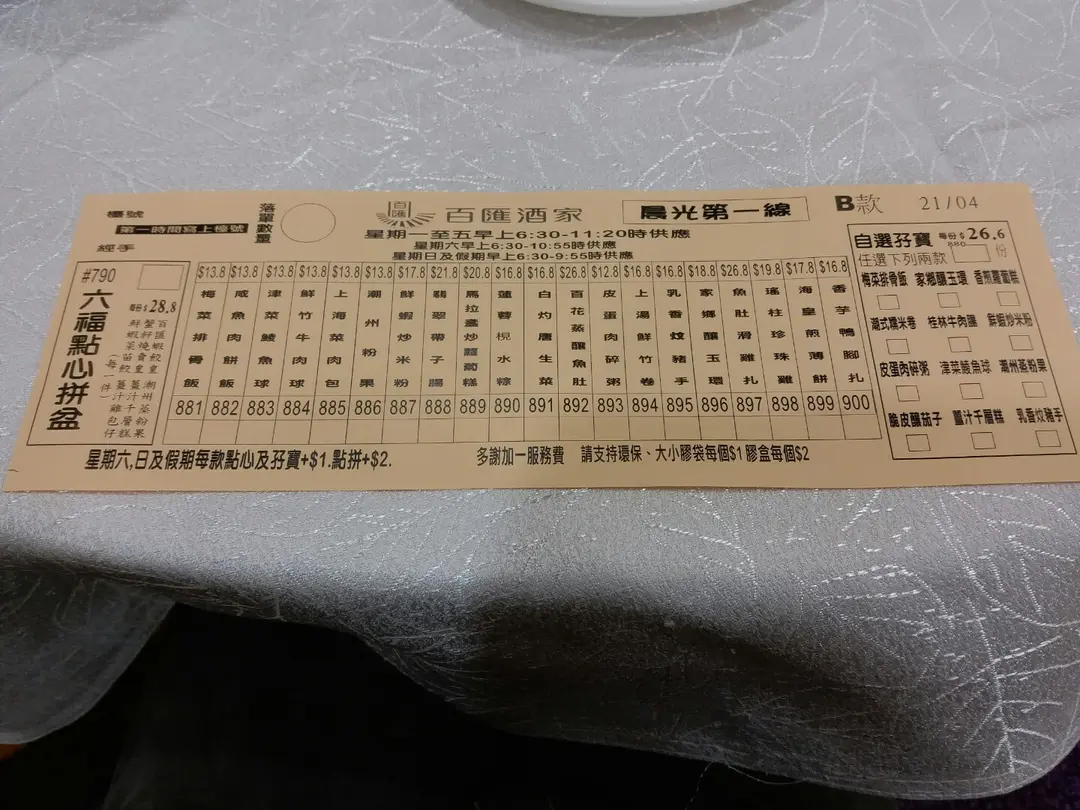 檯號
第一時間寫上檯號
經手
落單數量
百匯
百匯酒家
晨光第一線
B款
21/04
星期一至五早上6:30-11:20時供應
星期六早上6:30-10:55時供應
星期日及假期早上6:30-9:55時供應
#790
六福點心拼盆
每份$28.8
(每一件)
$13.8 梅菜排骨飯 881
$13.8 咸魚肉餅飯 882
$13.8 津菜鯪魚球 883
$13.8 鮮竹牛肉球 884
$13.8 上海菜肉包 885
$13.8 潮州粉果 886
$17.8 鮮蝦炒米粉 887
$21.8 翡翠帶子腸 888
$20.8 馬拉盞炒蘿蔔糕 889
$16.8 蓮蓉梘水粽 890
$16.8 白灼唐生菜 891
$26.8 百花蒸釀魚肚 892
$12.8 皮蛋肉碎粥 893
$16.8 上湯鮮竹卷 894
$16.8 乳香炆豬手 895
$18.8 家鄉釀玉環 896
$26.8 魚肚滑雞扎 897
$19.8 瑤柱珍珠雞 898
$17.8 海皇煎薄餅 899
$16.8 香芋鴨腳扎 900
自選孖寶 每份$26.6
任選下列兩款 880 份
梅菜排骨飯 家鄉釀玉環 香煎蘿蔔糕
潮式糯米卷 桂林牛肉腸 鮮蝦炒米粉
皮蛋肉碎粥 津菜鯪魚球 潮州蒸粉果
脆皮釀茄子 薑汁千層糕 乳香炆豬手
星期六,日及假期每款點心及孖寶+$1.點拼+$2.
多謝加一服務費 請支持環保、大小膠袋每個$1 膠盒每個$2